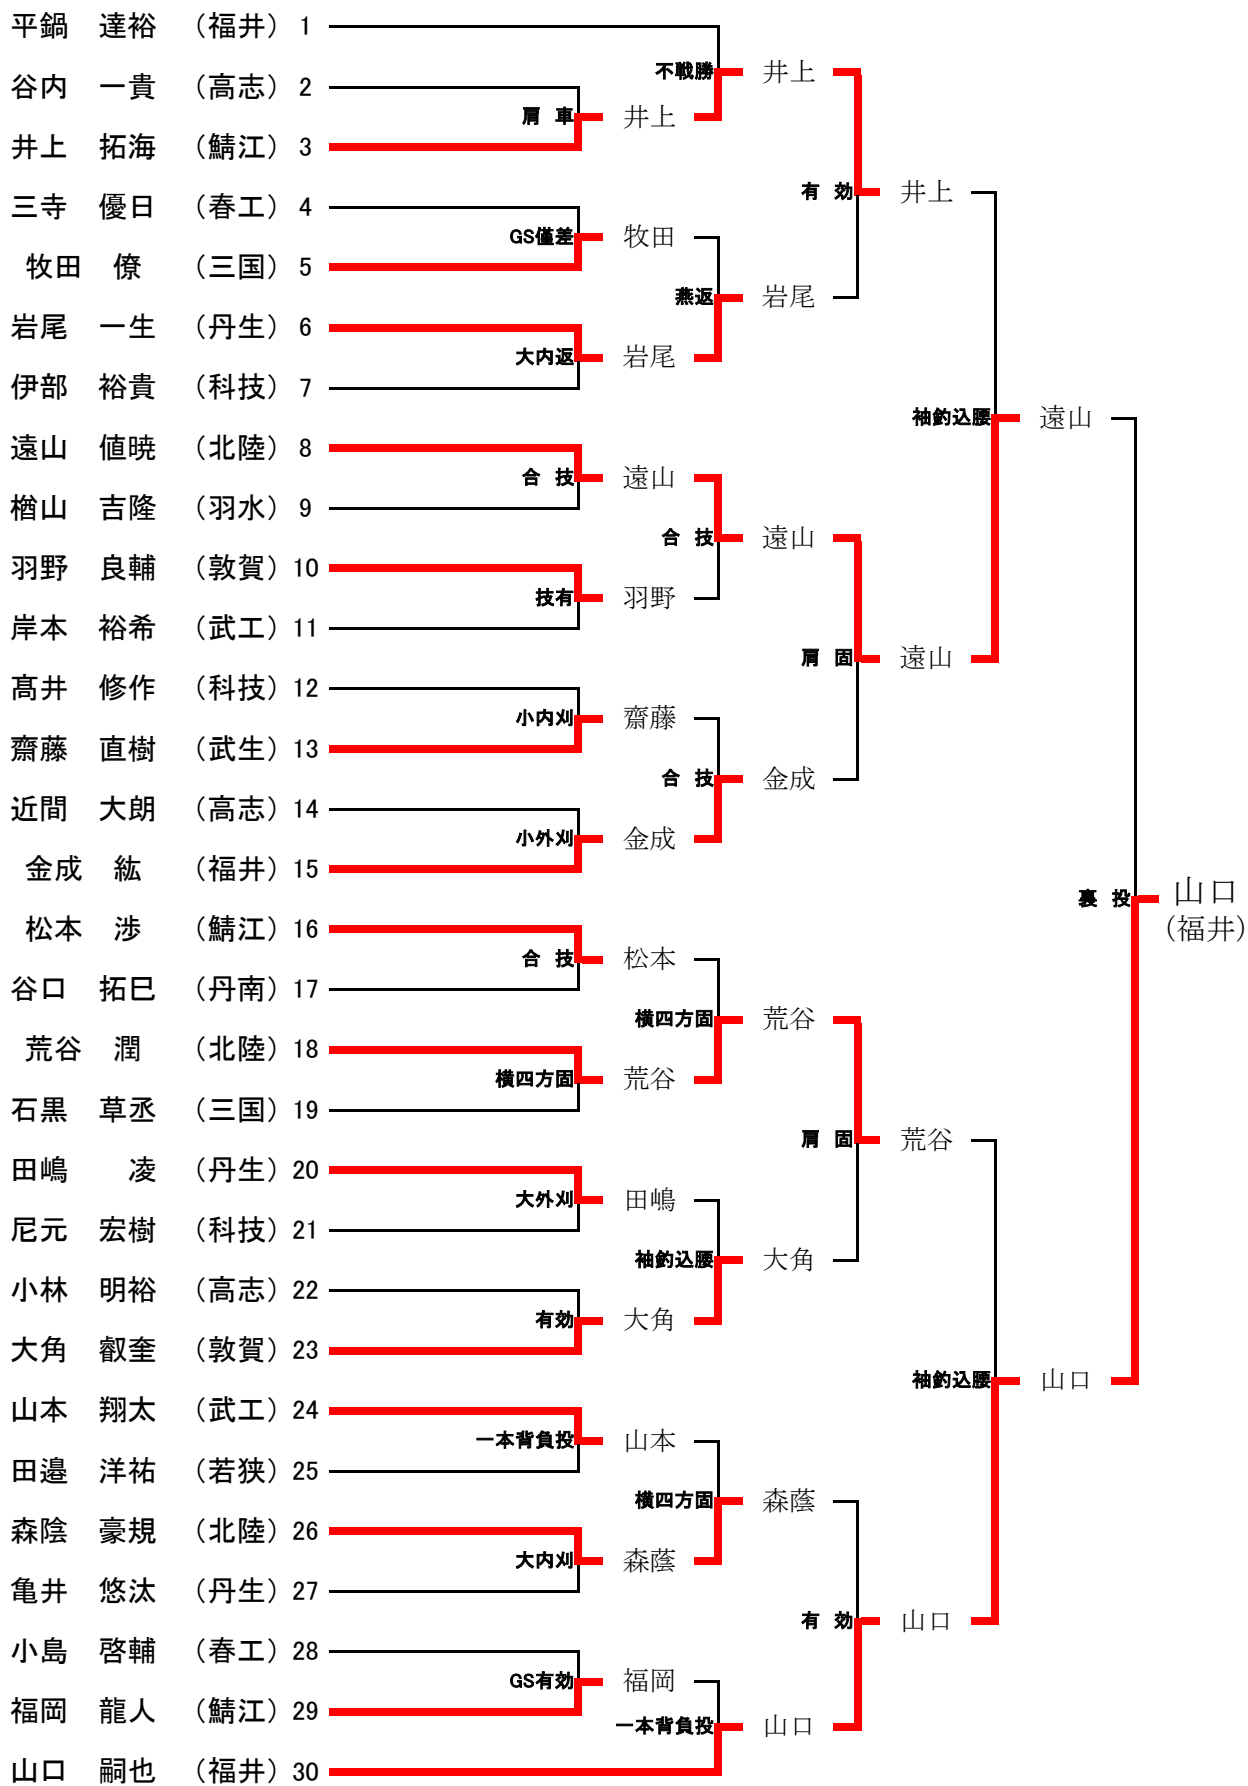 平鍋 達裕 （福井） 1
不戦勝 井上
谷内 一貴 （高志） 2
肩車 井上
井上 拓海 （鯖江） 3
有効 井上
三寺 優日 （春工） 4
GS僅差 牧田
牧田 僚 （三国） 5
燕返 岩尾
岩尾 一生 （丹生） 6
大内返 岩尾
伊部 裕貴 （科技） 7
袖釣込腰 遠山
遠山 値暁 （北陸） 8
合技 遠山
楢山 吉隆 （羽水） 9
合技 遠山
羽野 良輔 （敦賀） 10
技有 羽野
岸本 裕希 （武工） 11
肩固 遠山
髙井 修作 （科技） 12
小内刈 齋藤
齋藤 直樹 （武生） 13
合技 金成
近間 大朗 （高志） 14
小外刈 金成
金成 紘 （福井） 15
裏投 山口
（福井）
松本 渉 （鯖江） 16
合技 松本
谷口 拓巳 （丹南） 17
横四方固 荒谷
荒谷 潤 （北陸） 18
横四方固 荒谷
石黒 草丞 （三国） 19
肩固 荒谷
田嶋 凌 （丹生） 20
大外刈 田嶋
尼元 宏樹 （科技） 21
袖釣込腰 大角
小林 明裕 （高志） 22
有効 大角
大角 叡奎 （敦賀） 23
袖釣込腰 山口
山本 翔太 （武工） 24
一本背負投 山本
田邉 洋祐 （若狭） 25
横四方固 森蔭
森陰 豪規 （北陸） 26
大内刈 森蔭
亀井 悠汰 （丹生） 27
有効 山口
小島 啓輔 （春工） 28
GS有効 福岡
福岡 龍人 （鯖江） 29
一本背負投 山口
山口 嗣也 （福井） 30